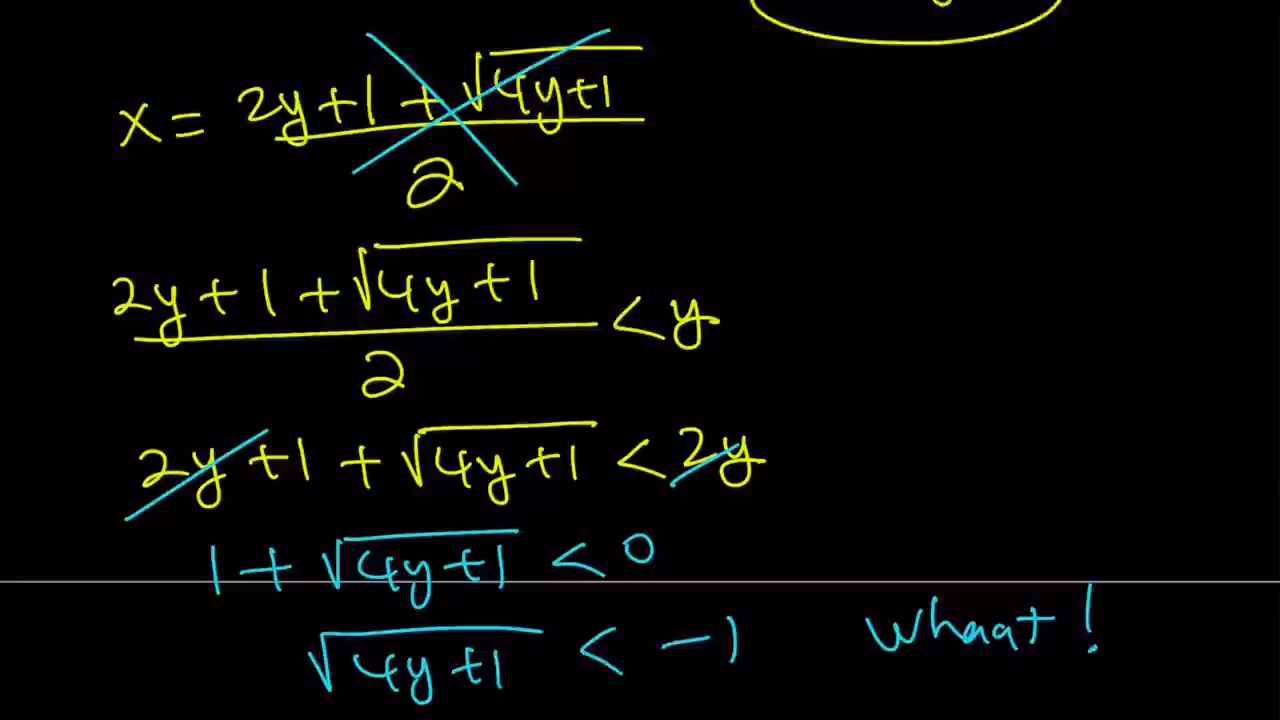 x = (2y+1 + √(4y+1))/2
(2y+1+√(4y+1))/2 < y
2y+1 + √(4y+1) < 2y
1 + √(4y+1) < 0
√(4y+1) < -1 whaat!